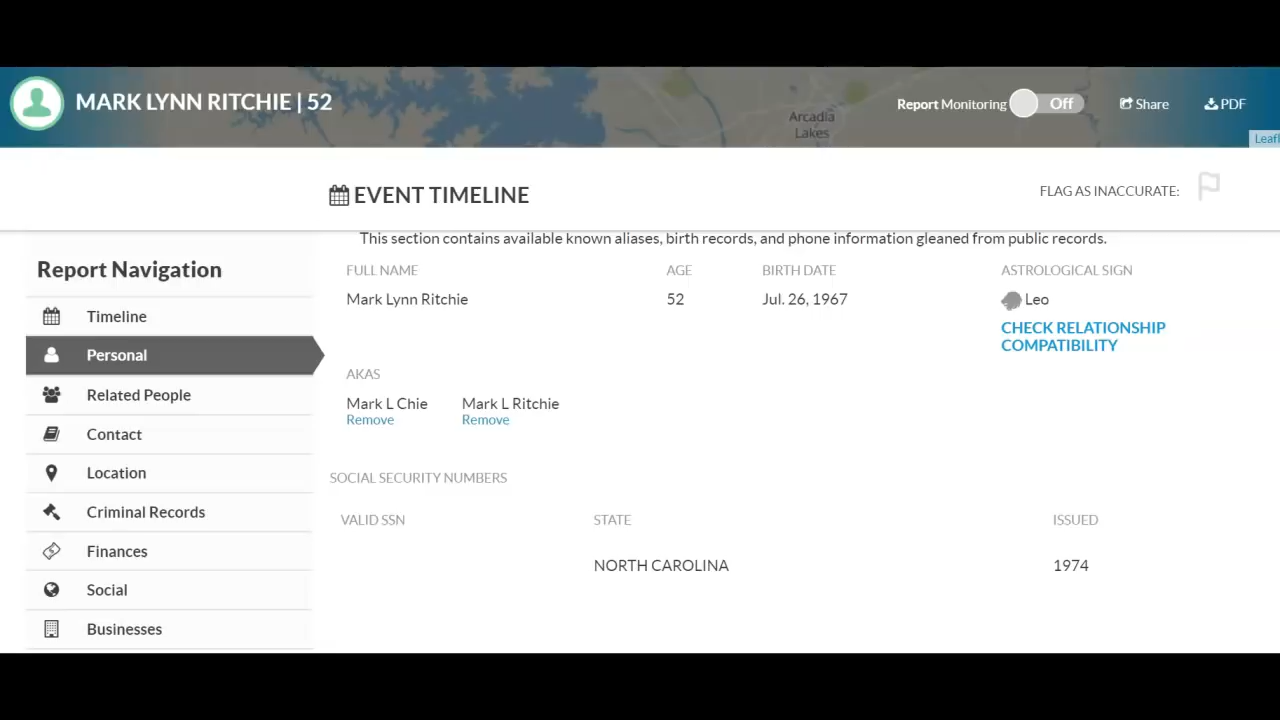 MARK LYNN RITCHIE | 52
Report Monitoring Off Share PDF
Arcadia
Lakes
Leafl
EVENT TIMELINE
FLAG AS INACCURATE:
This section contains available known aliases, birth records, and phone information gleaned from public records.
Report Navigation
Timeline
Personal
Related People
Contact
Location
Criminal Records
Finances
Social
Businesses
FULL NAME AGE BIRTH DATE ASTROLOGICAL SIGN
Mark Lynn Ritchie 52 Jul. 26, 1967 Leo
CHECK RELATIONSHIP
COMPATIBILITY
AKAS
Mark L Chie Mark L Ritchie
Remove Remove
SOCIAL SECURITY NUMBERS
VALID SSN STATE ISSUED
NORTH CAROLINA 1974